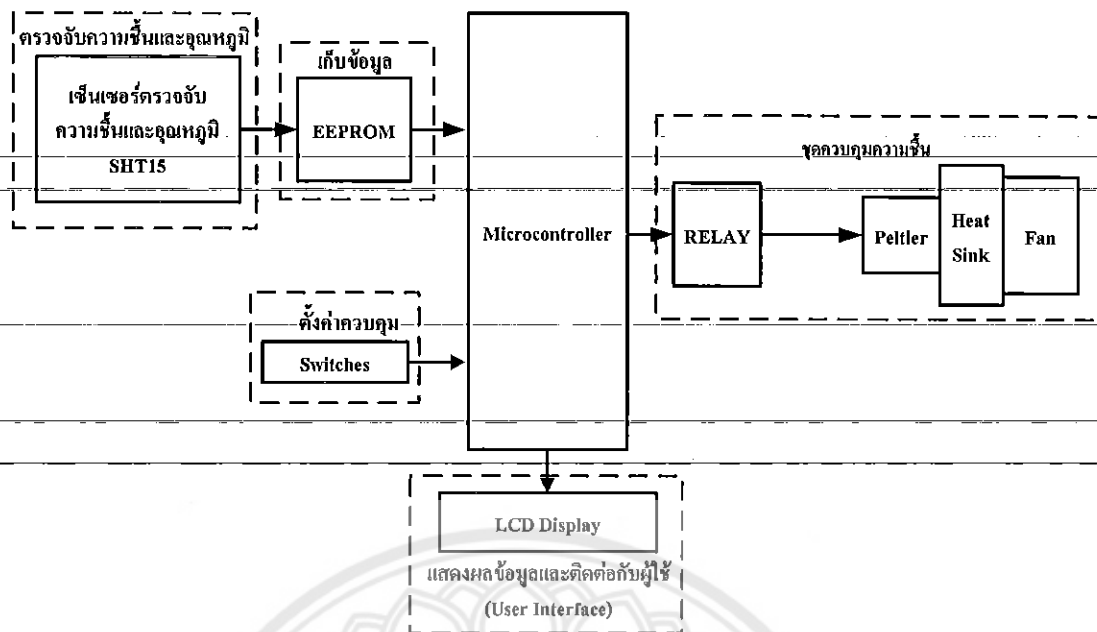 ตรวจจับความชื้นและอุณหภูมิ
เซ็นเซอร์ตรวจจับ
ความชื้นและอุณหภูมิ
SHT15
เก็บข้อมูล
EEPROM
ตั้งค่าควบคุม
Switches
Microcontroller
ชุดควบคุมความชื้น
RELAY
Peltier
Heat
Sink
Fan
LCD Display
แสดงผลข้อมูลและติดต่อกับผู้ใช้
(User Interface)